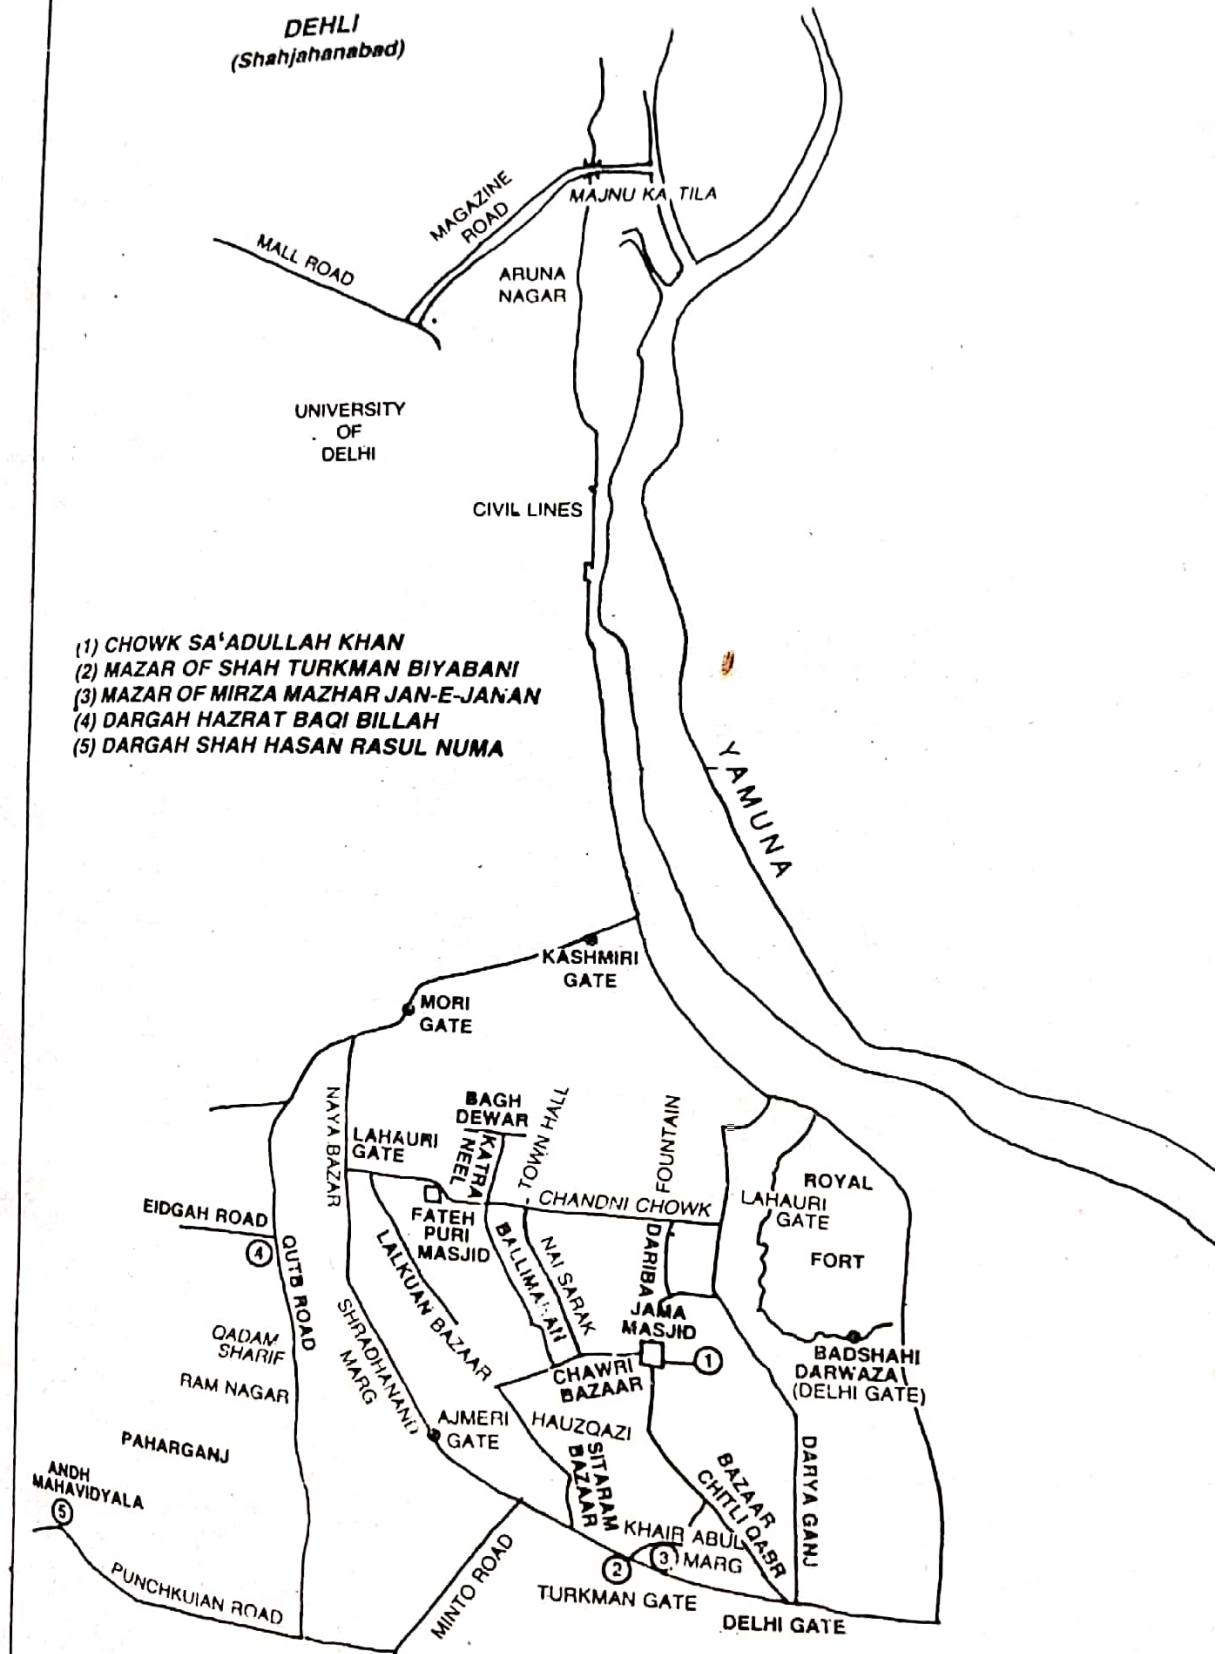 DEHLI
(Shahjahanabad)
MAGAZINE
ROAD
MAJNU KA TILA
MALL ROAD
ARUNA
NAGAR
UNIVERSITY
OF
DELHI
CIVIL LINES
(1) CHOWK SA'ADULLAH KHAN
(2) MAZAR OF SHAH TURKMAN BIYABANI
(3) MAZAR OF MIRZA MAZHAR JAN-E-JANAN
(4) DARGAH HAZRAT BAQI BILLAH
(5) DARGAH SHAH HASAN RASUL NUMA
YAMUNA
KASHMIRI
GATE
MORI
GATE
NAYA BAZAR
LAHAURI
GATE
BAGH
DEWAR
KATRA
NEEL
TOWN HALL
FOUNTAIN
CHANDNI CHOWK
LAHAURI
GATE
ROYAL
FORT
EIDGAH ROAD
4
QUTB ROAD
FATEH
PURI
MASJID
LALKUAN BAZAAR
BALLIMARAN
NAI SARAK
DARIBA
JAMA
MASJID
1
BADSHAHI
DARWAZA
(DELHI GATE)
QADAM
SHARIF
RAM NAGAR
SHRADHANAND
MARG
CHAWRI
BAZAAR
AJMERI
GATE
HAUZQAZI
PAHARGANJ
SITARAM
BAZAAR
BAZAAR
CHITLI QABR
DARYA GANJ
ANDH
MAHAVIDYALA
5
KHAIR ABUL
MARG
3
2
TURKMAN GATE
DELHI GATE
PUNCHKUIAN ROAD
MINTO ROAD